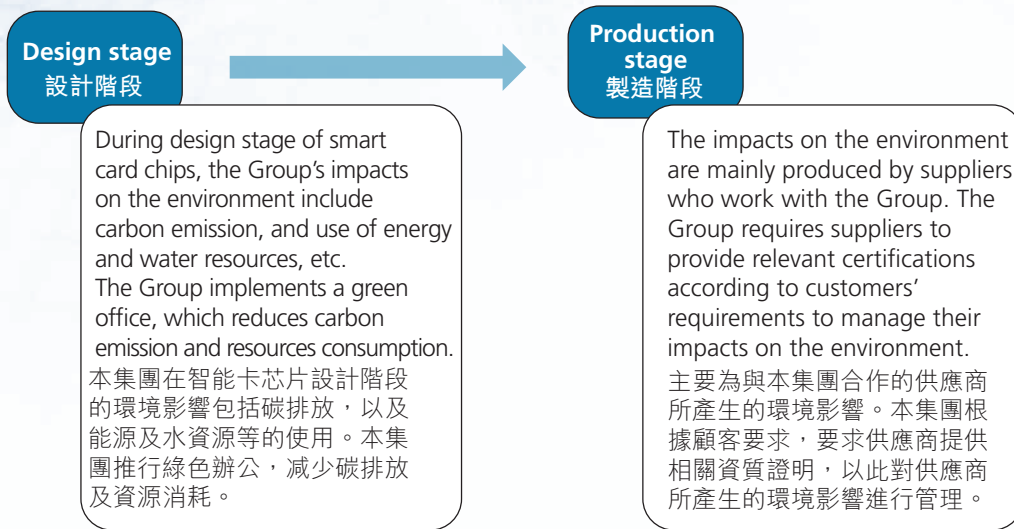 Design stage
設計階段
During design stage of smart
card chips, the Group's impacts
on the environment include
carbon emission, and use of energy
and water resources, etc.
The Group implements a green
office, which reduces carbon
emission and resources consumption.
本集團在智能卡芯片設計階段
的環境影響包括碳排放，以及
能源及水資源等的使用。本集
團推行綠色辦公，減少碳排放
及資源消耗。
Production
stage
製造階段
The impacts on the environment
are mainly produced by suppliers
who work with the Group. The
Group requires suppliers to
provide relevant certifications
according to customers'
requirements to manage their
impacts on the environment.
主要為與本集團合作的供應商
所產生的環境影響。本集團根
據顧客要求，要求供應商提供
相關資質證明，以此對供應商
所產生的環境影響進行管理。